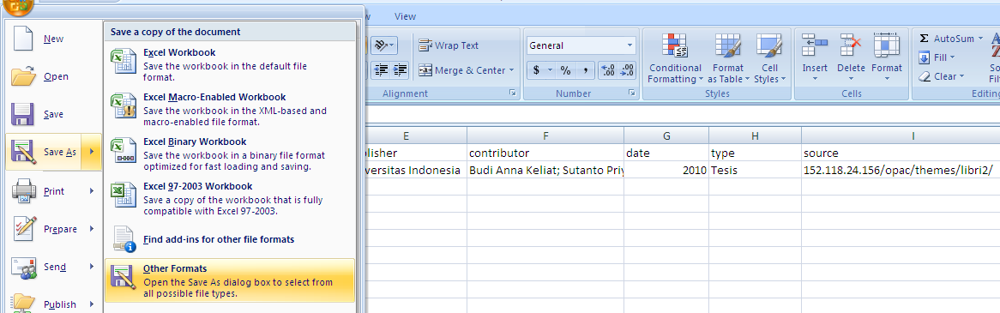 View
New
Open
Save
Save As
Print
Prepare
Send
Publish
Save a copy of the document
Excel Workbook
Save the workbook in the default file
format.
Excel Macro-Enabled Workbook
Save the workbook in the XML-based and
macro-enabled file format.
Excel Binary Workbook
Save the workbook in a binary file format
optimized for fast loading and saving.
Excel 97-2003 Workbook
Save a copy of the workbook that is fully
compatible with Excel 97-2003.
Find add-ins for other file formats
Other Formats
Open the Save As dialog box to select from
all possible file types.
Wrap Text
Merge & Center
Alignment
General
$ % , .00 .00
Number
Conditional
Formatting
Format
as Table
Cell
Styles
Styles
Insert
Delete
Format
Cells
Σ AutoSum
Fill
Clear
So
Filt
Editing
E F G H I
lisher contributor date type source
versitas Indonesia Budi Anna Keliat; Sutanto Priy 2010 Tesis 152.118.24.156/opac/themes/libri2/